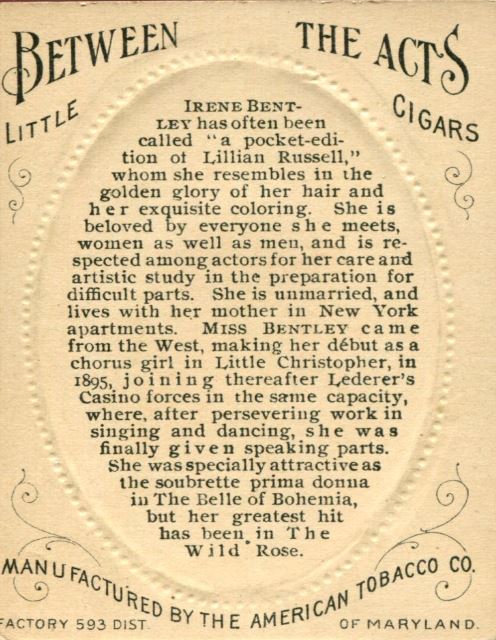 BETWEEN THE ACTS
LITTLE CIGARS
IRENE BENT-
LEY has often been
called "a pocket-edi-
tion of Lillian Russell,"
whom she resembles in the
golden glory of her hair and
her exquisite coloring. She is
beloved by everyone she meets,
women as well as men, and is re-
spected among actors for her care and
artistic study in the preparation for
difficult parts. She is unmarried, and
lives with her mother in New York
apartments. MISS BENTLEY came
from the West, making her début as a
chorus girl in Little Christopher, in
1895, joining thereafter Lederer's
Casino forces in the same capacity,
where, after persevering work in
singing and dancing, she was
finally given speaking parts.
She was specially attractive as
the soubrette prima donna
in The Belle of Bohemia,
but her greatest hit
has been in The
Wild Rose.
MANUFACTURED BY THE AMERICAN TOBACCO CO.
FACTORY 593 DIST. OF MARYLAND.